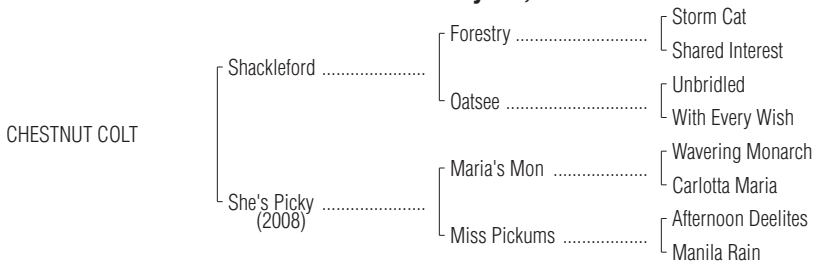 Storm Cat
Forestry ......................
Shared Interest
Shackleford ......................
Unbridled
Oatsee ......................
With Every Wish
CHESTNUT COLT
Wavering Monarch
Maria's Mon ......................
Carlotta Maria
She's Picky ......................
(2008)
Afternoon Deelites
Miss Pickums ......................
Manila Rain